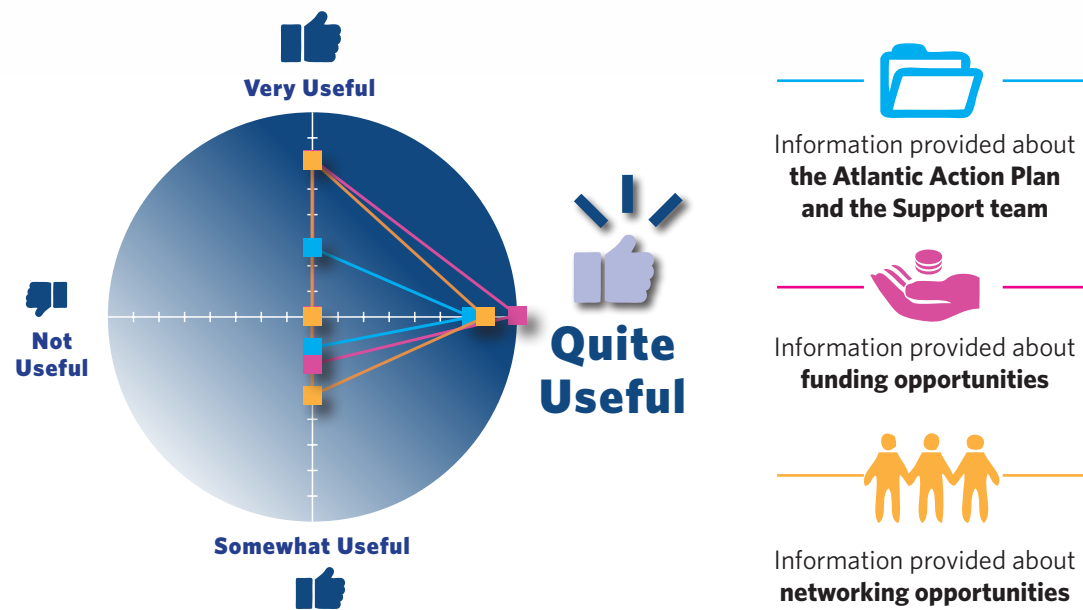 Very Useful
Not
Useful
Quite
Useful
Somewhat Useful
Information provided about
the Atlantic Action Plan
and the Support team
Information provided about
funding opportunities
Information provided about
networking opportunities